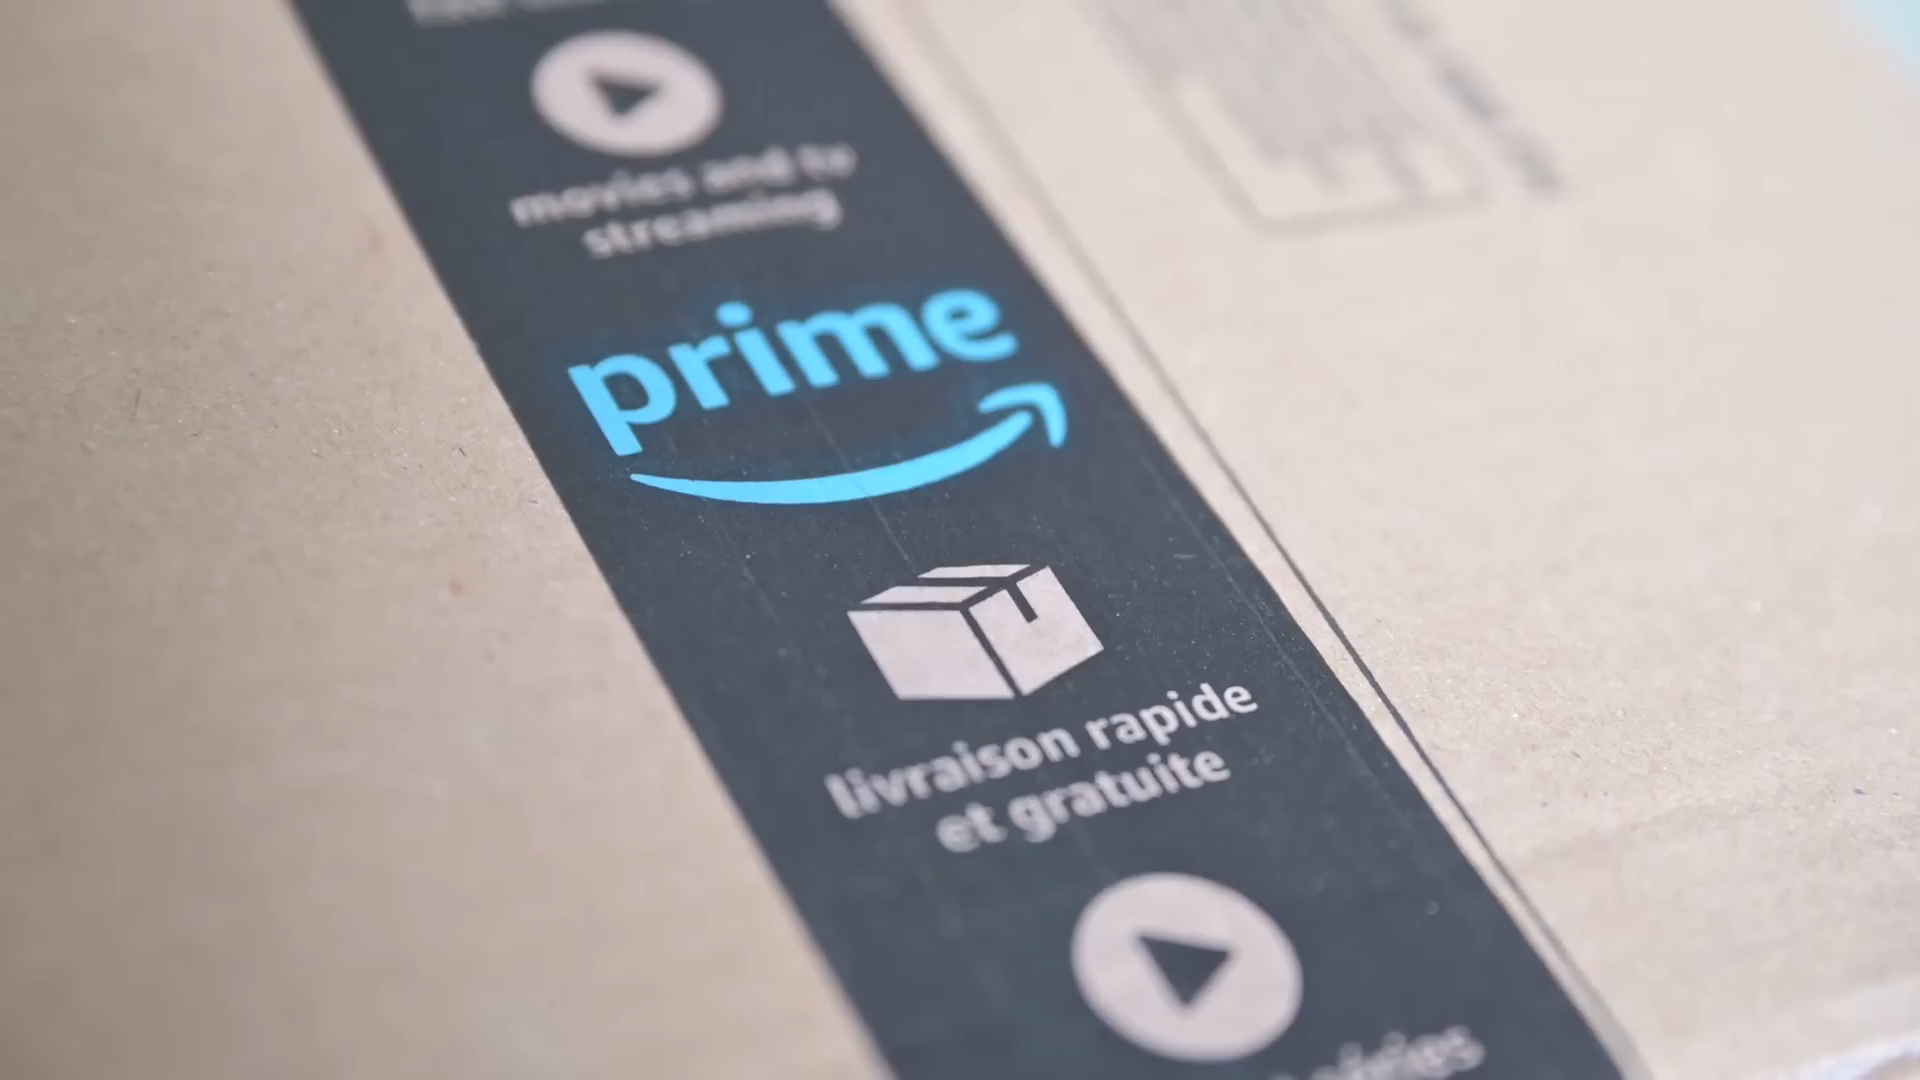 movies and tv
streaming
prime
livraison rapide
et gratuite